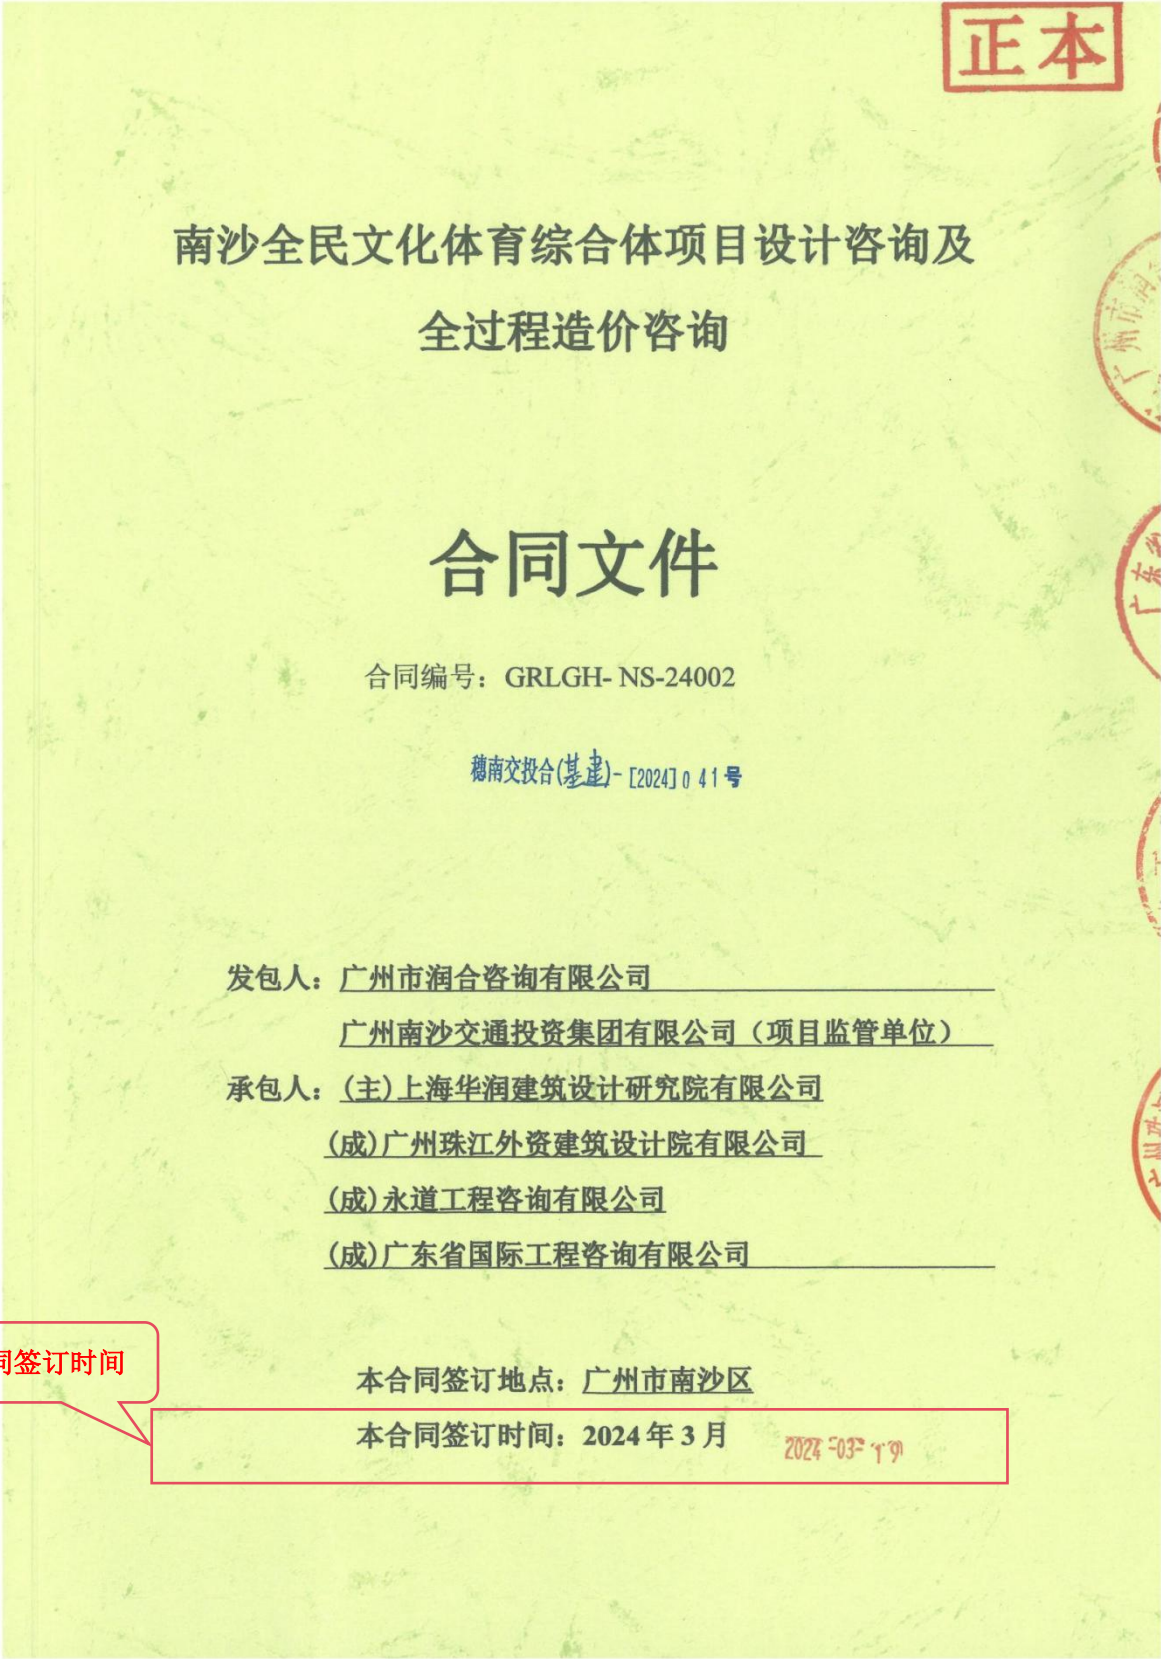 正本
南沙全民文化体育综合体项目设计咨询及
全过程造价咨询
合同文件
合同编号：GRLGH- NS-24002
穗南交投合(基建)-[2024]041号
发包人：广州市润合咨询有限公司
广州南沙交通投资集团有限公司（项目监管单位）
承包人：(主)上海华润建筑设计研究院有限公司
(成)广州珠江外资建筑设计院有限公司
(成)永道工程咨询有限公司
(成)广东省国际工程咨询有限公司
同签订时间
本合同签订地点：广州市南沙区
本合同签订时间：2024年3月
2024-03-19
广州市润
广东省
广州